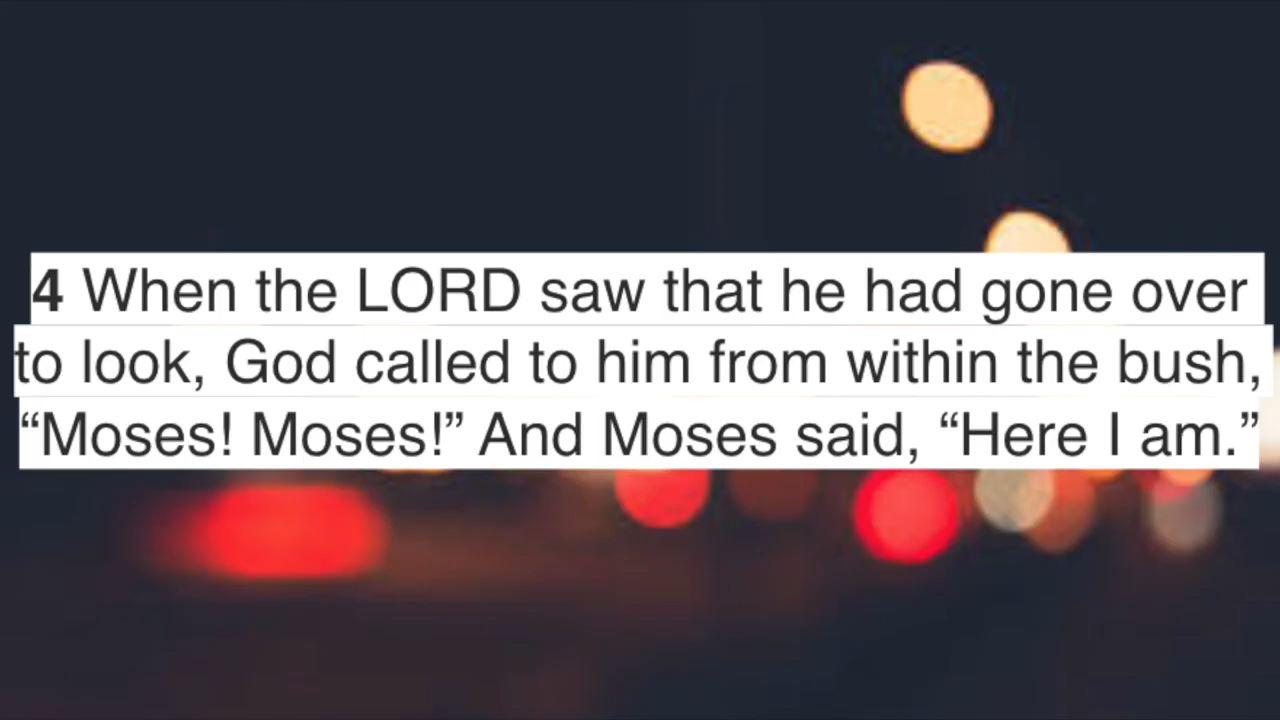 4 When the LORD saw that he had gone over
to look, God called to him from within the bush,
“Moses! Moses!” And Moses said, “Here I am.”